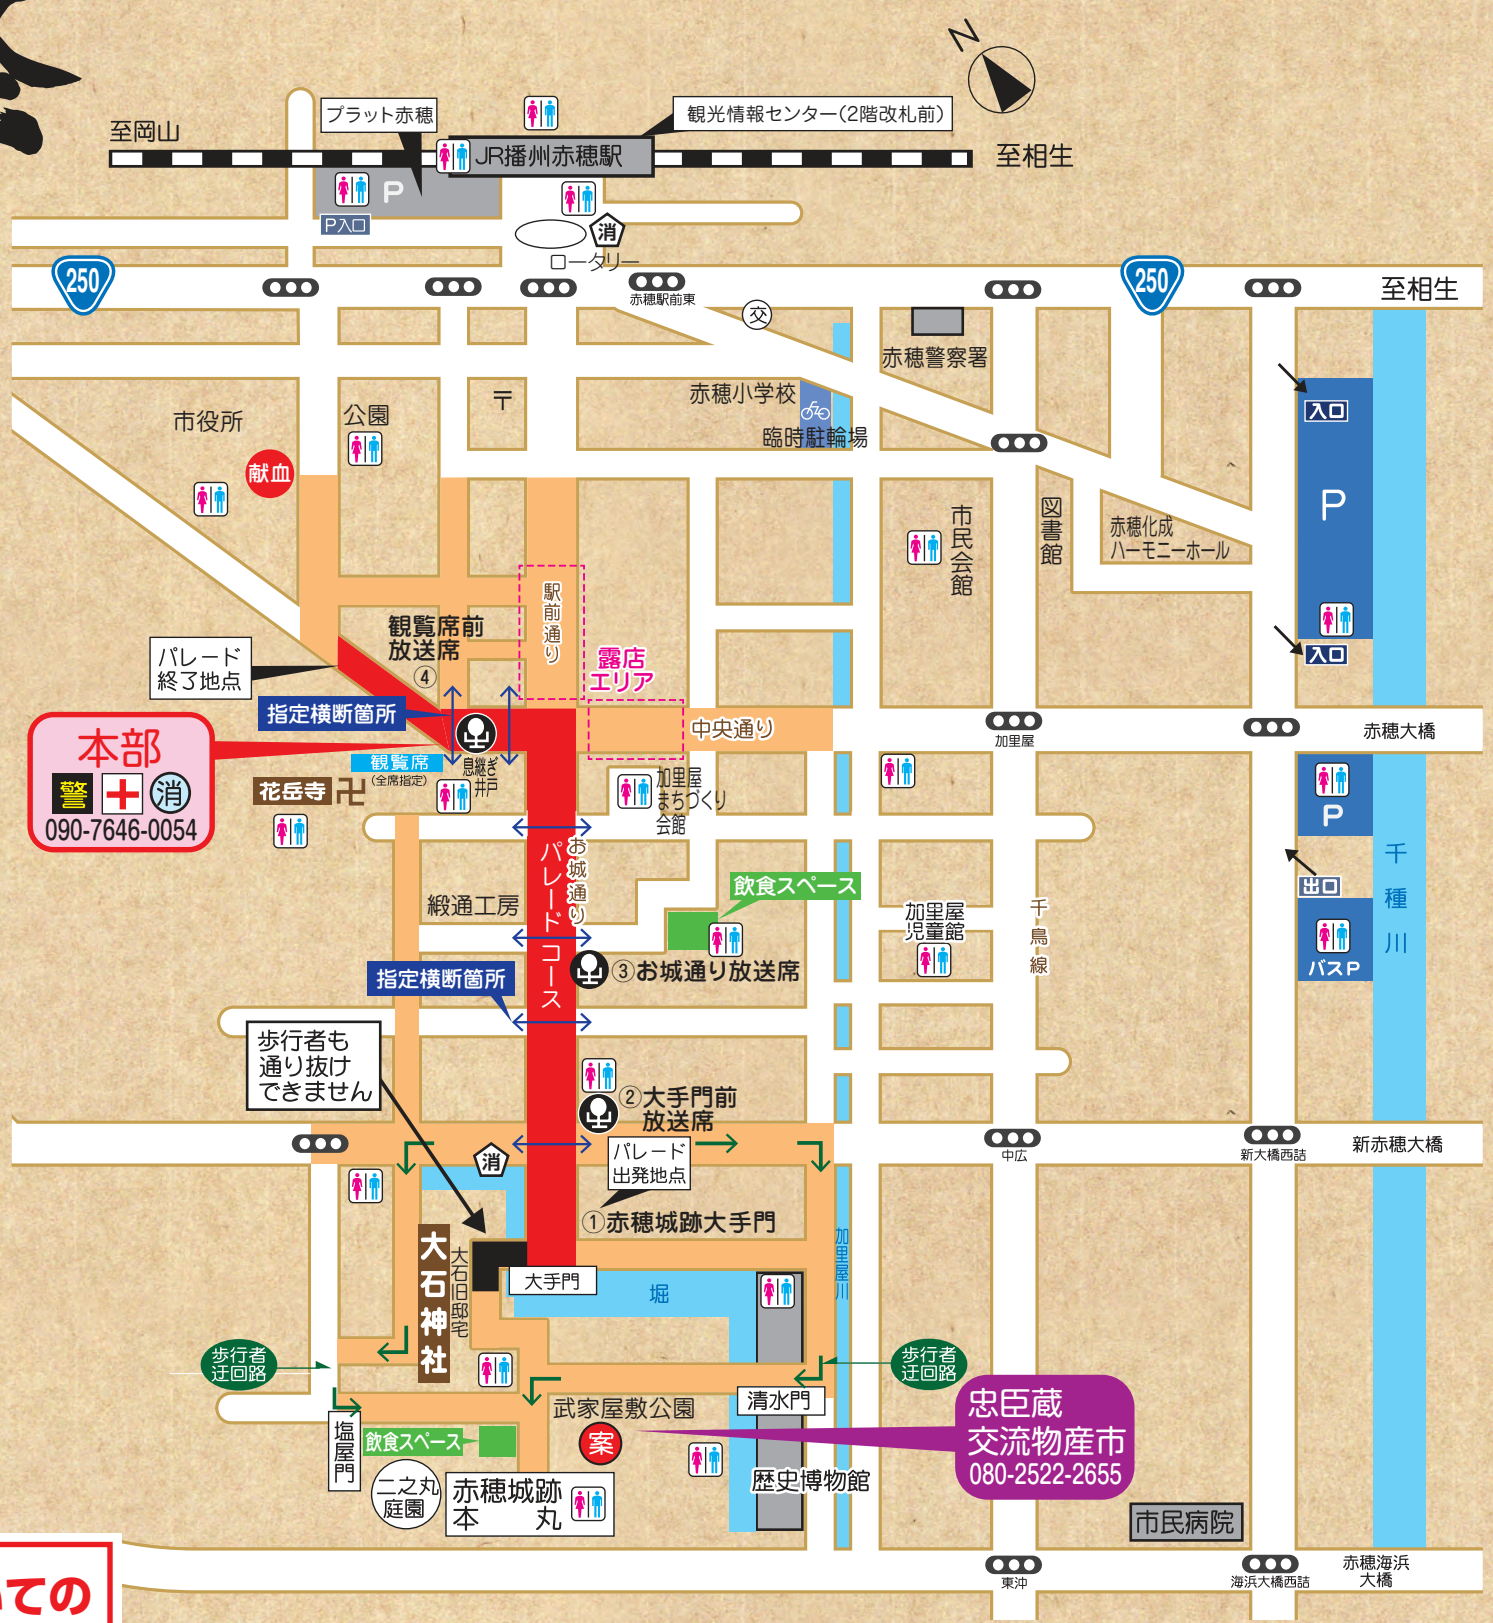 N
至岡山
プラット赤穂
観光情報センター(2階改札前)
JR播州赤穂駅
至相生
P
P入口
消
ロータリー
250
赤穂駅前東
250
至相生
交
赤穂警察署
赤穂小学校
臨時駐輪場
〒
公園
市役所
献血
入口
P
入口
市民会館
図書館
赤穂化成
ハーモニーホール
駅前通り
観覧席前
放送席
④
露店
エリア
パレード
終了地点
指定横断箇所
中央通り
加里屋
赤穂大橋
本部
警
消
090-7646-0054
観覧席
(全席指定)
息継ぎ
井戸
花岳寺
卍
加里屋
まちづくり
会館
P
出口
バスP
千種川
お城通り
パレードコース
飲食スペース
緞通工房
加里屋
児童館
千鳥線
③お城通り放送席
指定横断箇所
歩行者も
通り抜け
できません
②大手門前
放送席
消
パレード
出発地点
中広
新大橋西詰
新赤穂大橋
①赤穂城跡大手門
大石神社
大石旧邸宅
大手門
堀
加里屋川
歩行者
迂回路
歩行者
迂回路
清水門
武家屋敷公園
案
忠臣蔵
交流物産市
080-2522-2655
塩屋門
飲食スペース
二之丸
庭園
赤穂城跡
本丸
歴史博物館
市民病院
東沖
海浜大橋西詰
赤穂海浜
大橋
いての